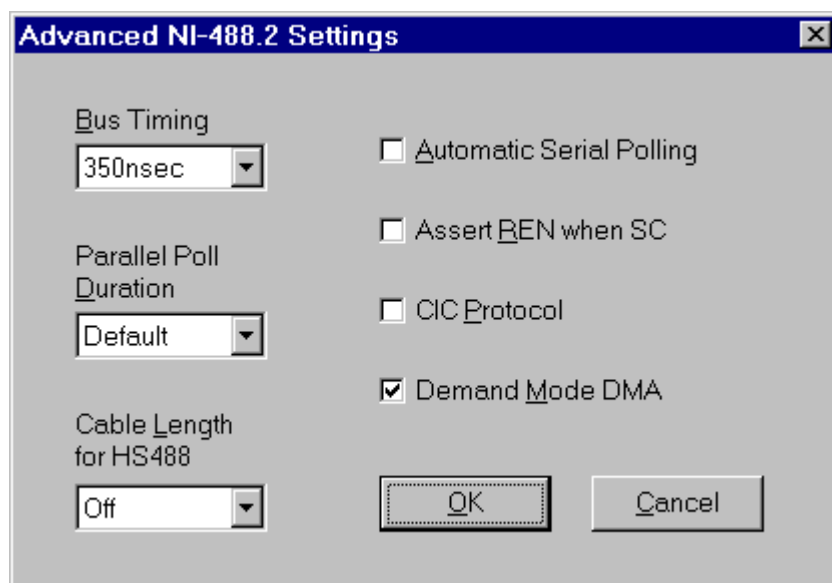 Advanced NI-488.2 Settings
Bus Timing
350nsec
Parallel Poll
Duration
Default
Cable Length
for HS488
Off
Automatic Serial Polling
Assert REN when SC
CIC Protocol
Demand Mode DMA
OK
Cancel